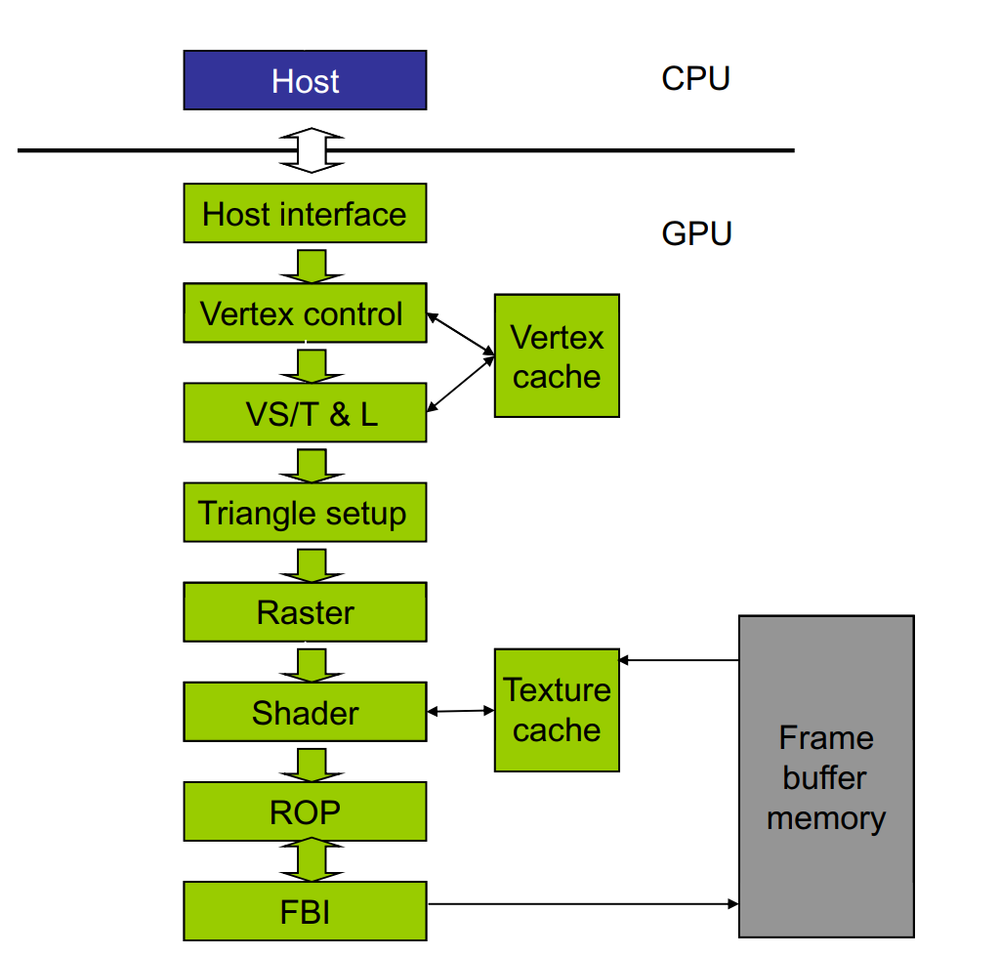 Host
CPU
Host interface
GPU
Vertex control
Vertex
cache
VS/T & L
Triangle setup
Raster
Shader
Texture
cache
Frame
buffer
memory
ROP
FBI